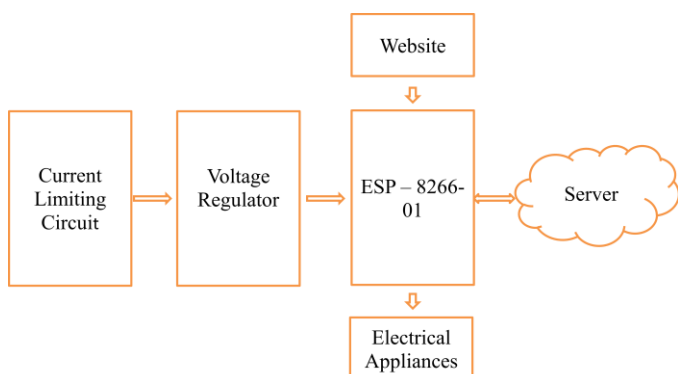 Website
Current
Limiting
Circuit
Voltage
Regulator
ESP – 8266-
01
Server
Electrical
Appliances